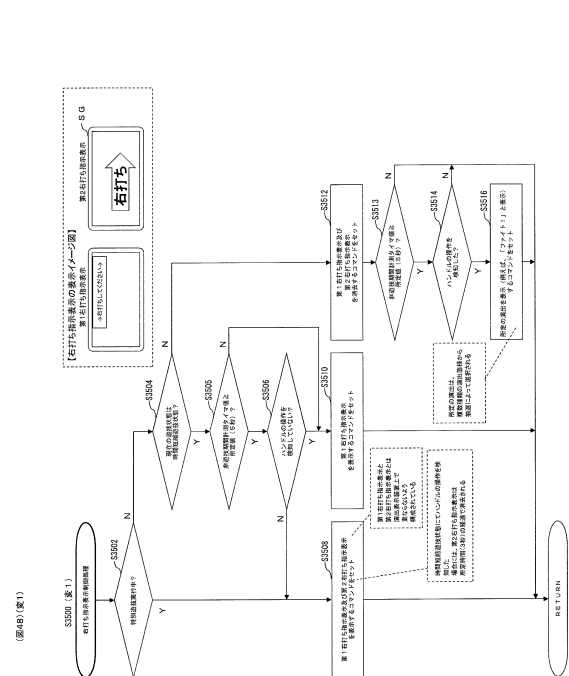 (図48)(変1)
S3500 (変1)
右打ち指示表示制御処理
S3502
特別遊技実行中?
N
Y
S3504
現在の遊技状態は
時間短縮遊技状態?
N
Y
S3505
非遊技期間計測タイマ値≧
所定値(5秒)?
N
Y
S3506
ハンドルの操作を
検知していない?
N
Y
S3508
第1右打ち指示表示及び第2右打ち指示表示
を表示するコマンドをセット
S3510
第1右打ち指示表示
を表示するコマンドをセット
S3512
第1右打ち指示表示及び
第2右打ち指示表示
を消去するコマンドをセット
S3513
非遊技期間計測タイマ値≧
所定値(5秒)?
N
Y
S3514
ハンドルの操作を
検知した?
N
Y
S3516
所定の演出を表示(例えば、「ファイト!」と表示)
するコマンドをセット
第1右打ち指示表示と
第2右打ち指示表示とは
演出表示装置上で
重ならないよう
構成されている
時間短縮遊技状態にてハンドルの操作を検
知した
場合には、第2右打ち指示表示は
所定時間(3秒)の経過で消去される
所定の演出は、
複数種類の演出態様から
抽選によって選択される
RETURN
【右打ち指示表示の表示イメージ図】
第1右打ち指示表示
→右打ちしてください→
第2右打ち指示表示
SG
右打ち